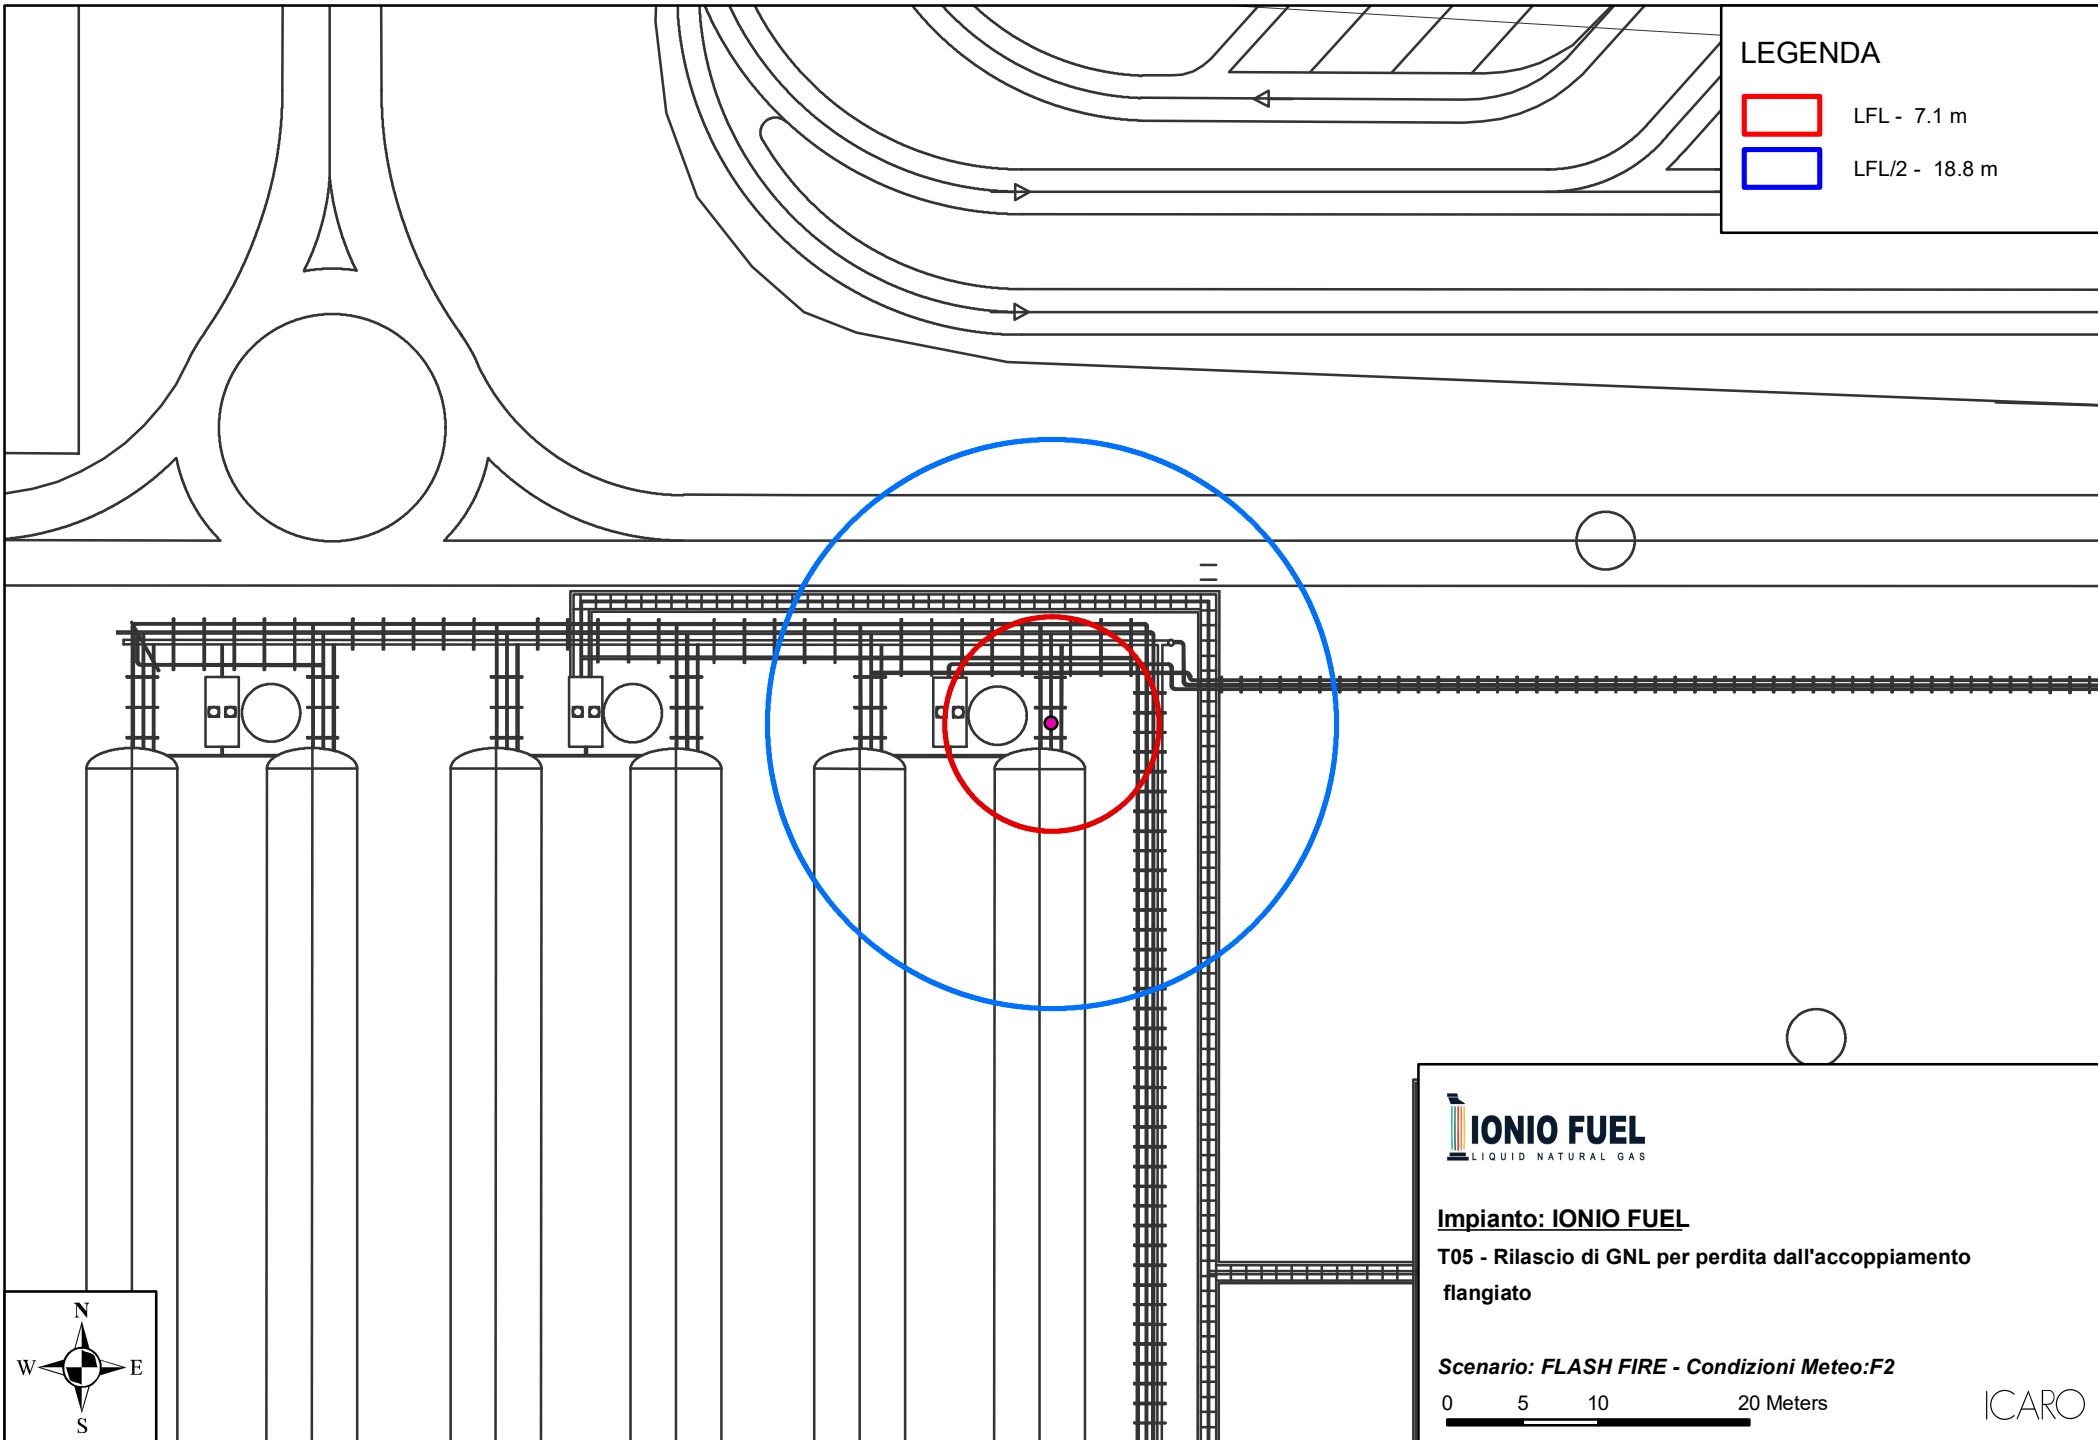 LEGENDA
LFL - 7.1 m
LFL/2 - 18.8 m
IONIO FUEL
LIQUID NATURAL GAS
Impianto: IONIO FUEL
T05 - Rilascio di GNL per perdita dall'accoppiamento
flangiato
Scenario: FLASH FIRE - Condizioni Meteo:F2
0 5 10 20 Meters
ICARO
N
W E
S